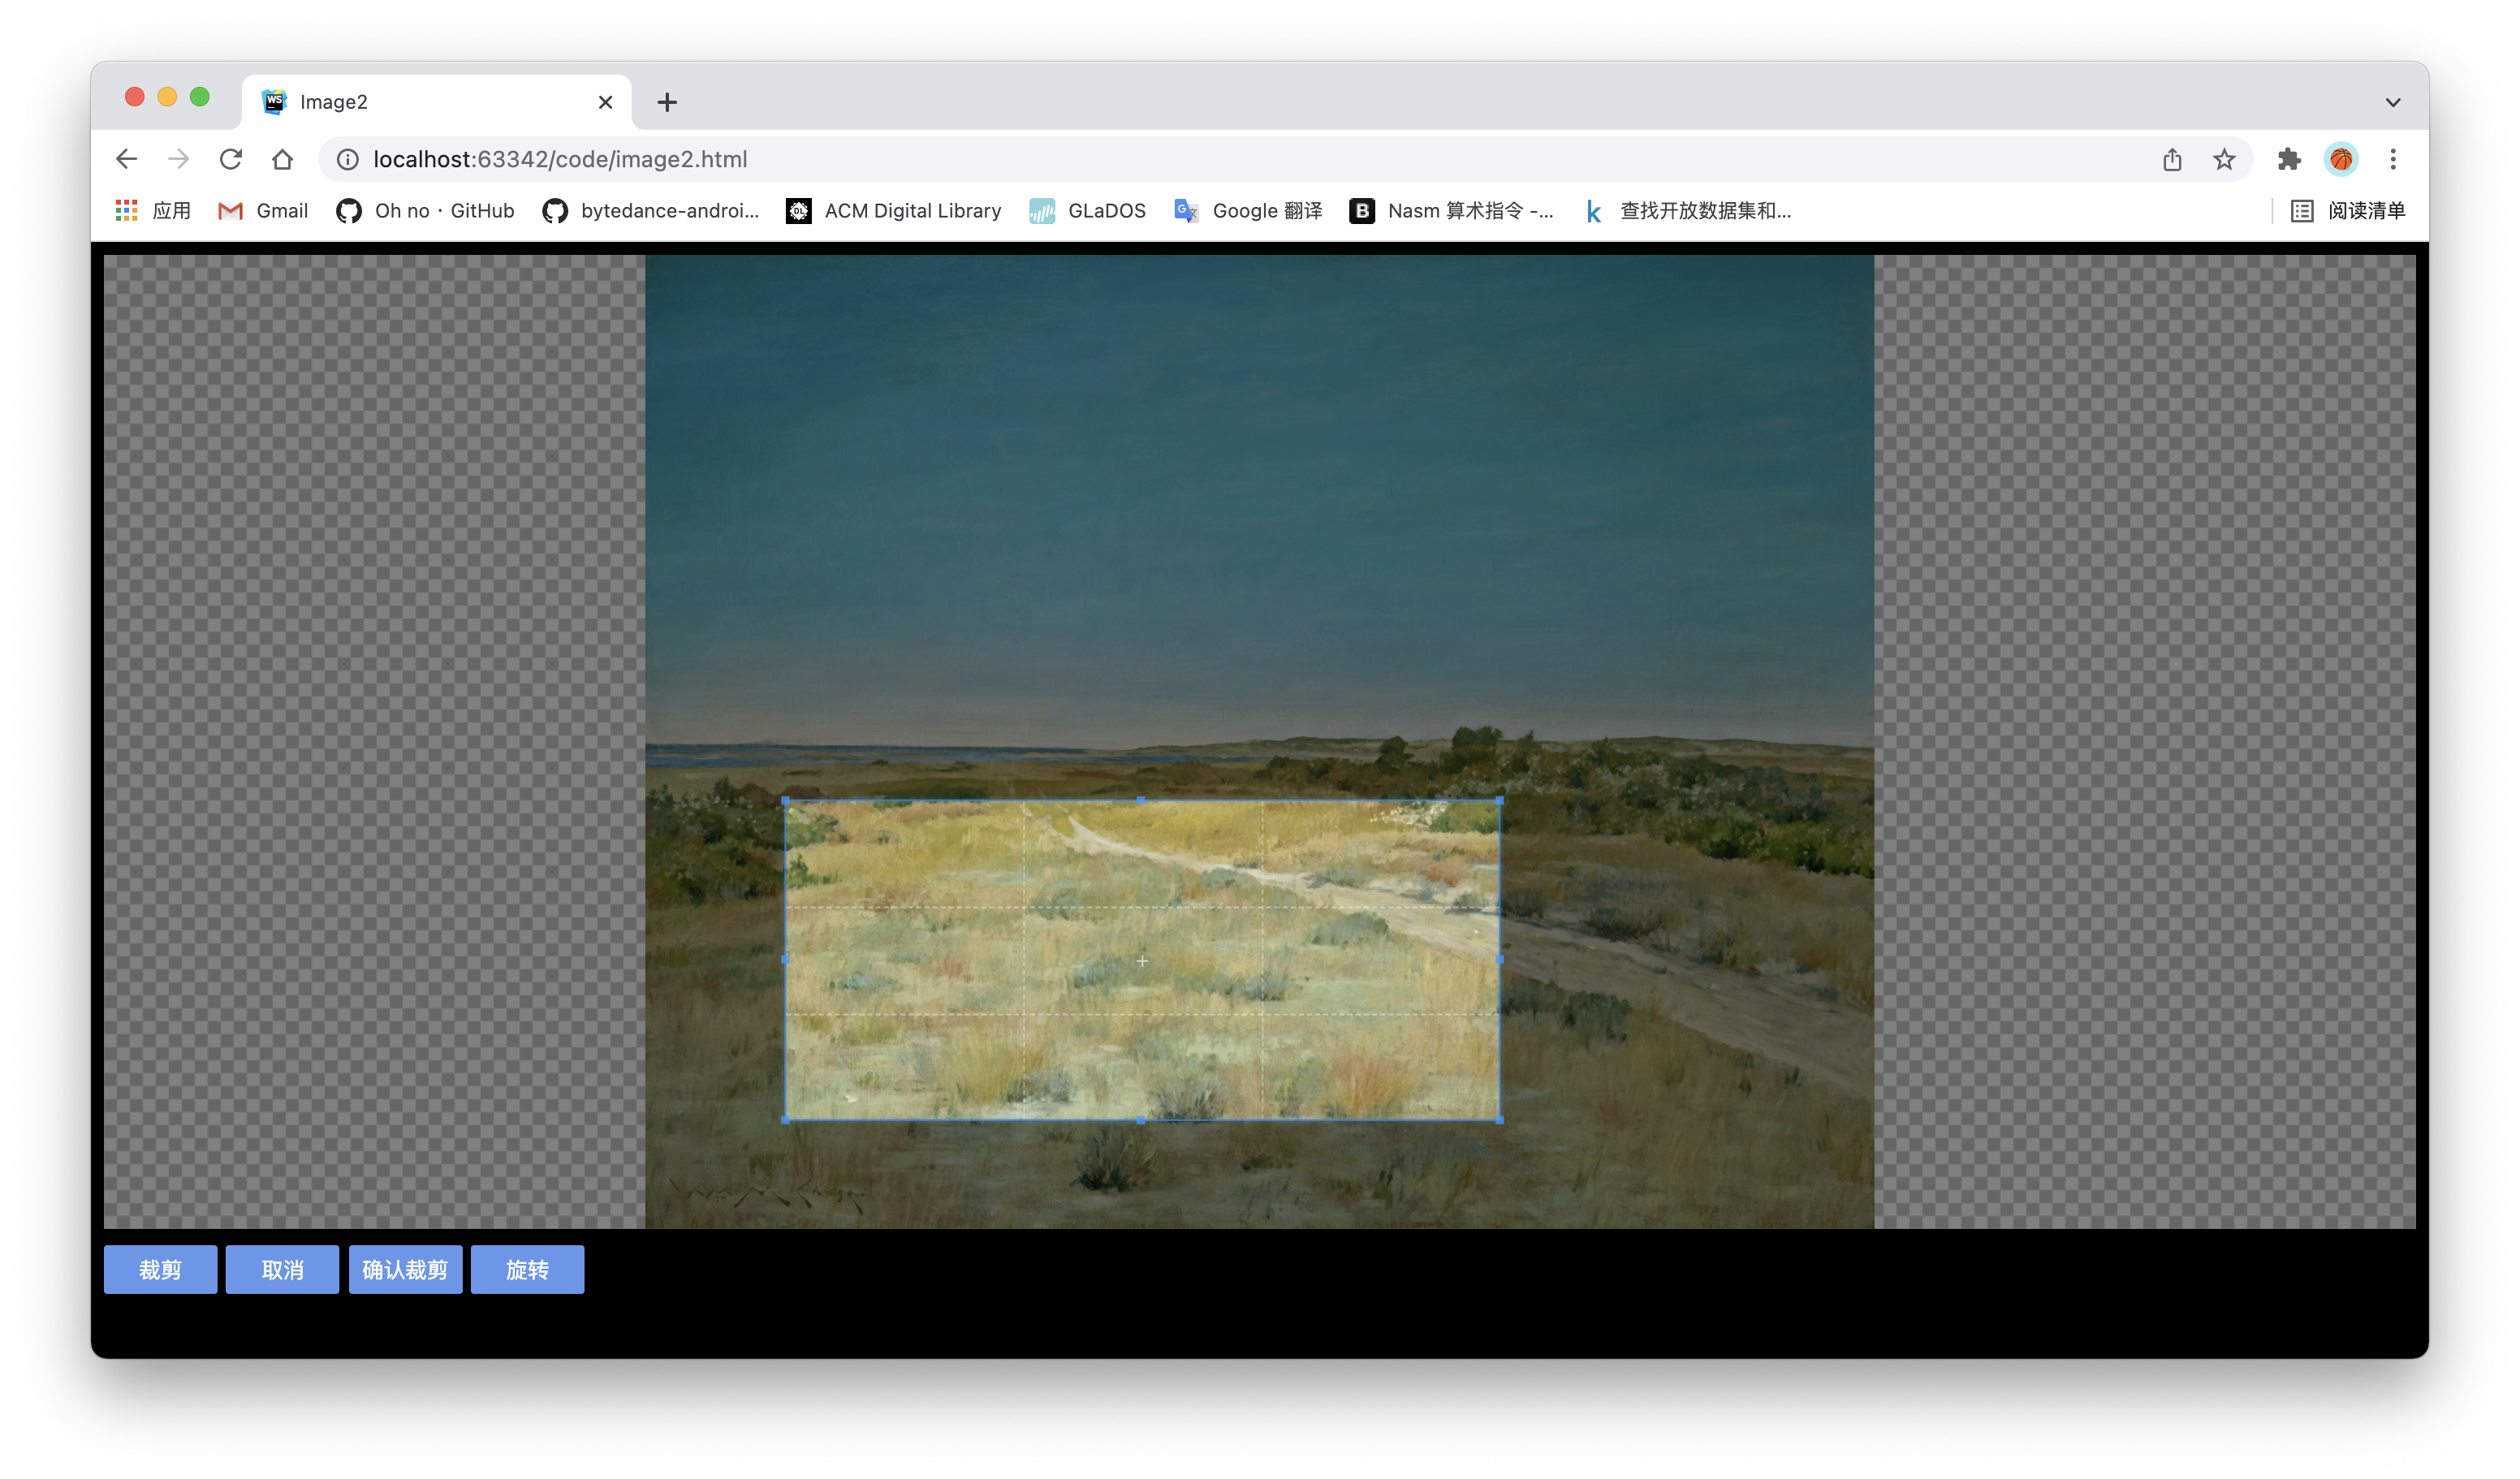 Image2
localhost:63342/code/image2.html
应用 Gmail Oh no · GitHub bytedance-androi... ACM Digital Library GLaDOS Google 翻译 Nasm 算术指令 -... 查找开放数据集和... 阅读清单
裁剪 取消 确认裁剪 旋转